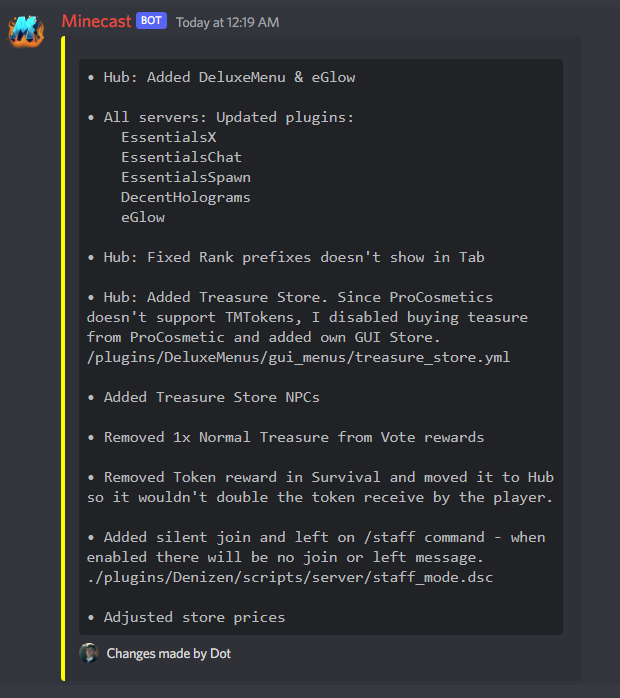 Minecast BOT Today at 12:19 AM
• Hub: Added DeluxeMenu & eGlow
• All servers: Updated plugins:
EssentialsX
EssentialsChat
EssentialsSpawn
DecentHolograms
eGlow
• Hub: Fixed Rank prefixes doesn't show in Tab
• Hub: Added Treasure Store. Since ProCosmetics
doesn't support TMTokens, I disabled buying teasure
from ProCosmetic and added own GUI Store.
/plugins/DeluxeMenus/gui_menus/treasure_store.yml
• Added Treasure Store NPCs
• Removed 1x Normal Treasure from Vote rewards
• Removed Token reward in Survival and moved it to Hub
so it wouldn't double the token receive by the player.
• Added silent join and left on /staff command - when
enabled there will be no join or left message.
./plugins/Denizen/scripts/server/staff_mode.dsc
• Adjusted store prices
Changes made by Dot